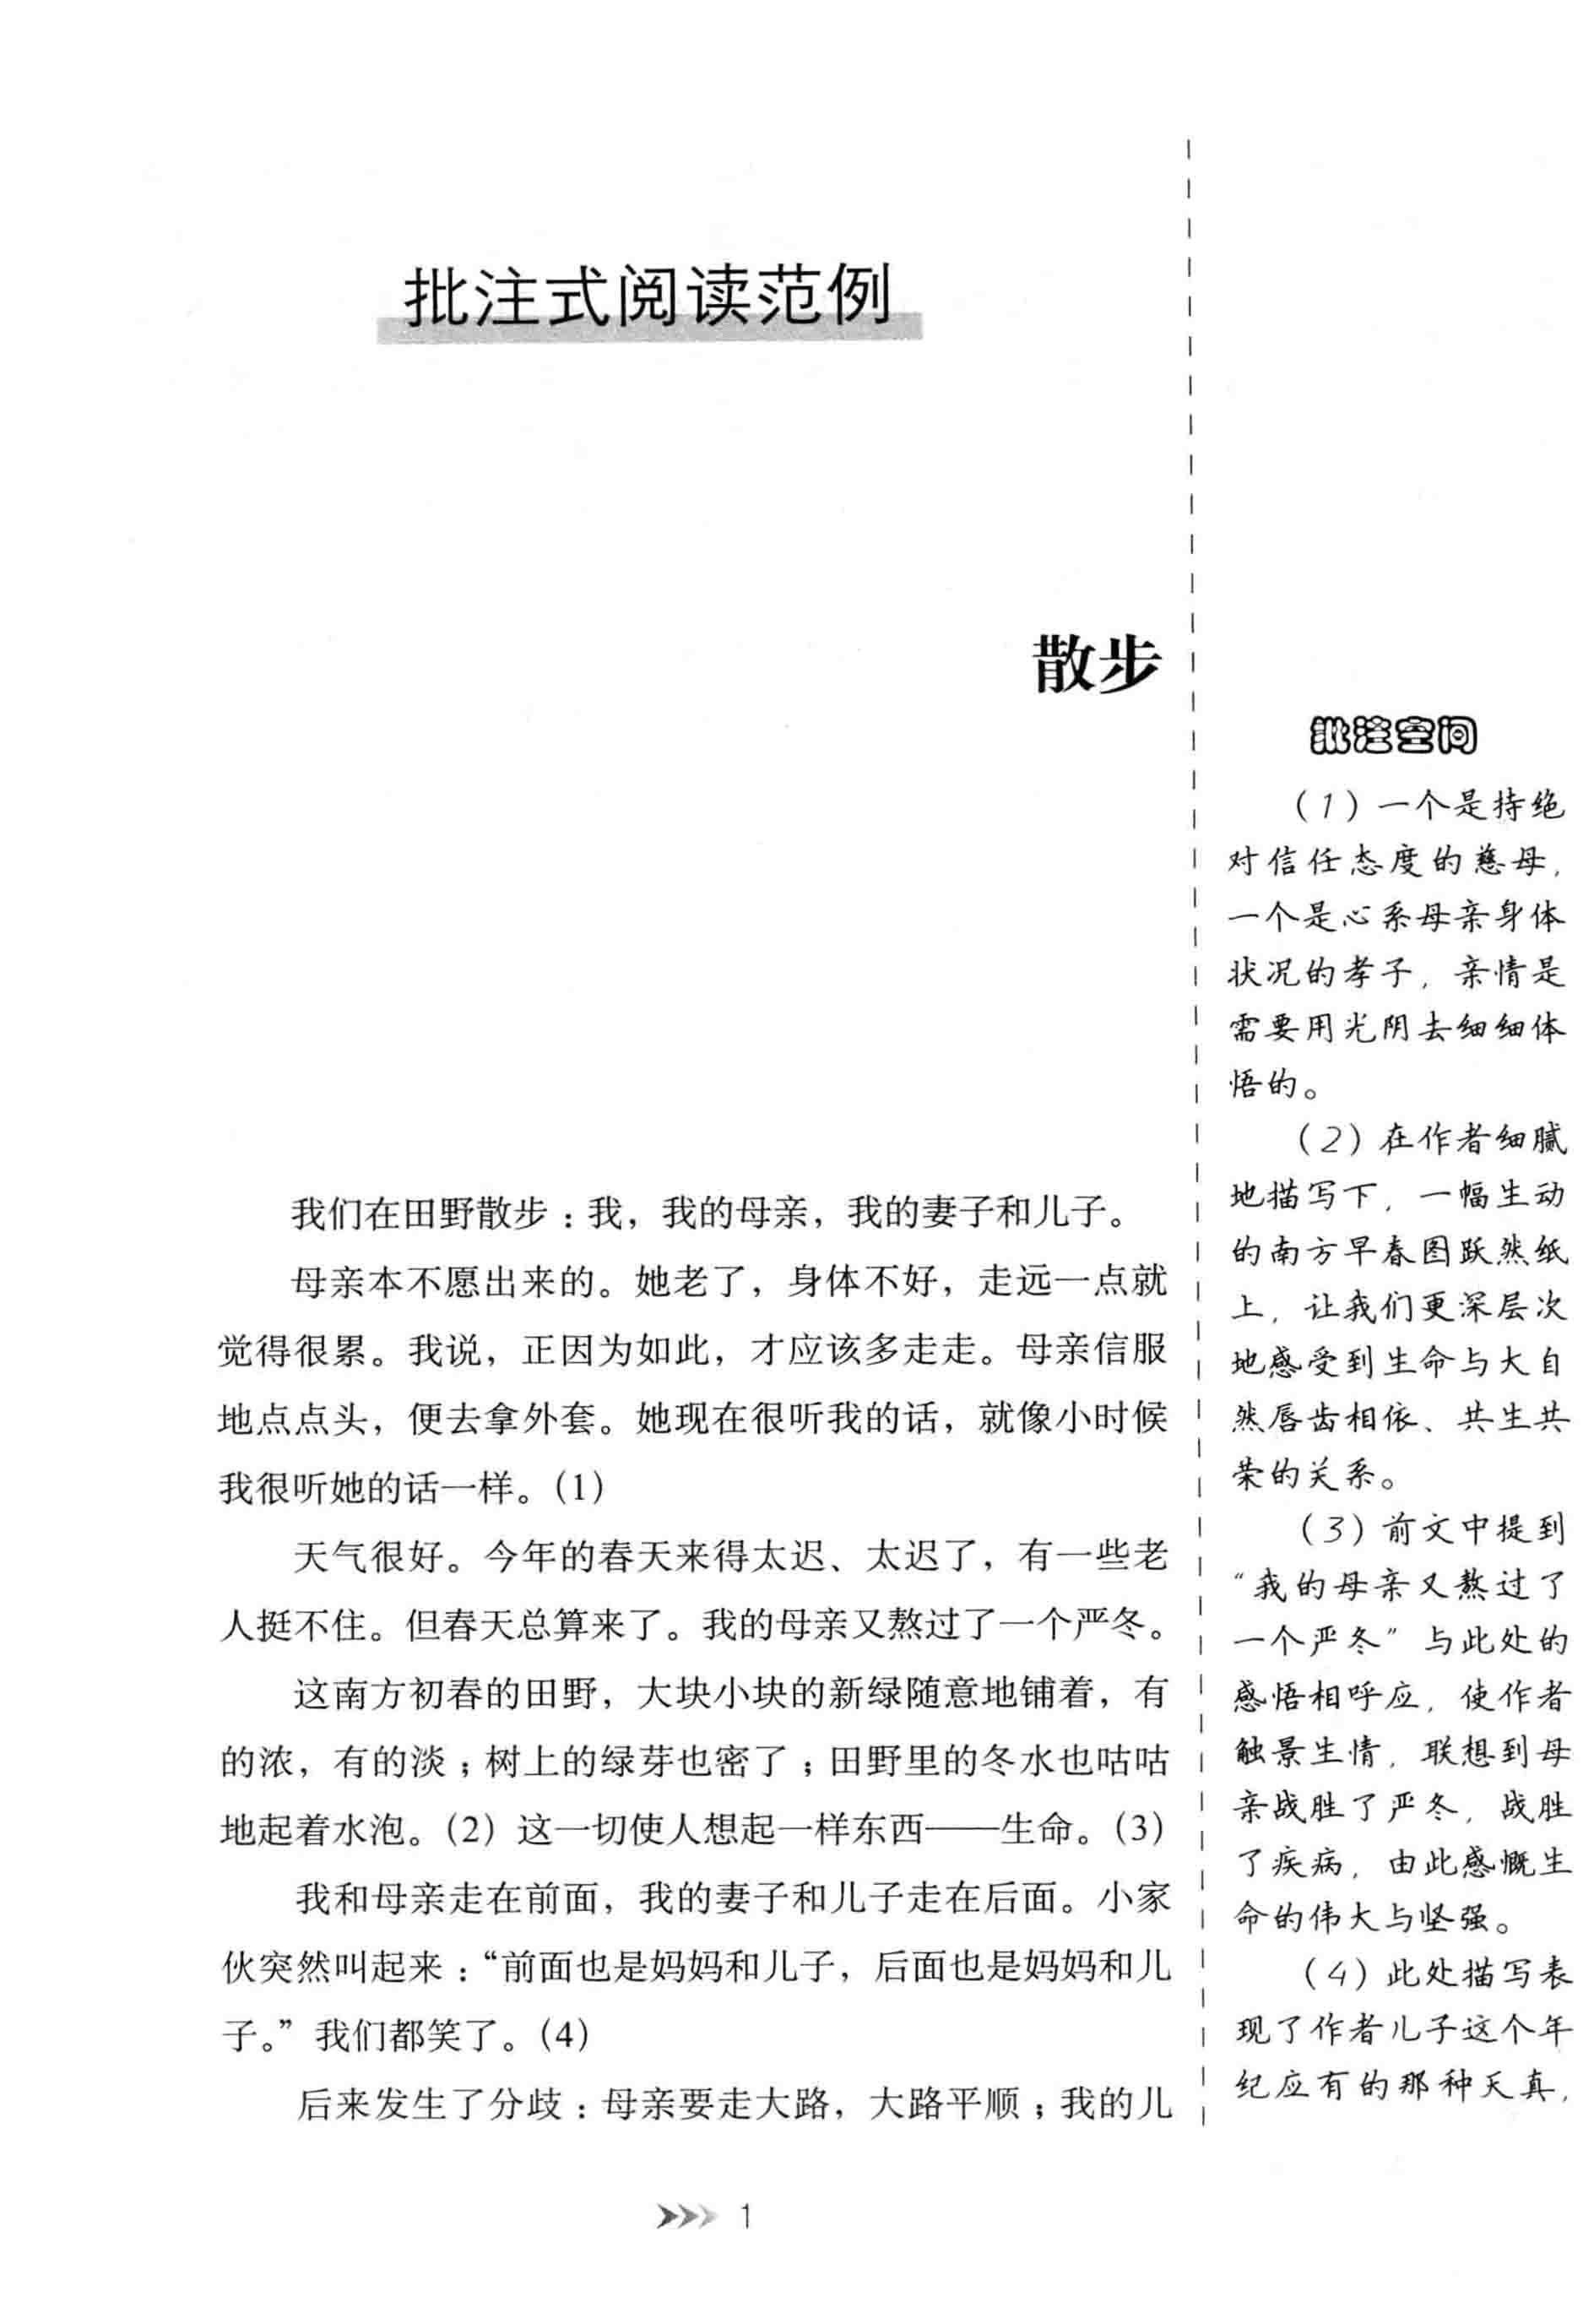 批注式阅读范例
散步
我们在田野散步：我，我的母亲，我的妻子和儿子。
母亲本不愿出来的。她老了，身体不好，走远一点就
觉得很累。我说，正因为如此，才应该多走走。母亲信服
地点点头，便去拿外套。她现在很听我的话，就像小时候
我很听她的话一样。（1）
天气很好。今年的春天来得太迟、太迟了，有一些老
人挺不住。但春天总算来了。我的母亲又熬过了一个严冬。
这南方初春的田野，大块小块的新绿随意地铺着，有
的浓，有的淡；树上的绿芽也密了；田野里的冬水也咕咕
地起着水泡。（2）这一切使人想起一样东西——生命。（3）
我和母亲走在前面，我的妻子和儿子走在后面。小家
伙突然叫起来：“前面也是妈妈和儿子，后面也是妈妈和儿
子。”我们都笑了。（4）
后来发生了分歧：母亲要走大路，大路平顺；我的儿
批注空间
（1）一个是持绝
对信任态度的慈母，
一个是心系母亲身体
状况的孝子，亲情是
需要用光阴去细细体
悟的。
（2）在作者细腻
地描写下，一幅生动
的南方早春图跃然纸
上，让我们更深层次
地感受到生命与大自
然唇齿相依、共生共
荣的关系。
（3）前文中提到
“我的母亲又熬过了
一个严冬”与此处的
感悟相呼应，使作者
触景生情，联想到母
亲战胜了严冬，战胜
了疾病，由此感慨生
命的伟大与坚强。
（4）此处描写表
现了作者儿子这个年
纪应有的那种天真，
1